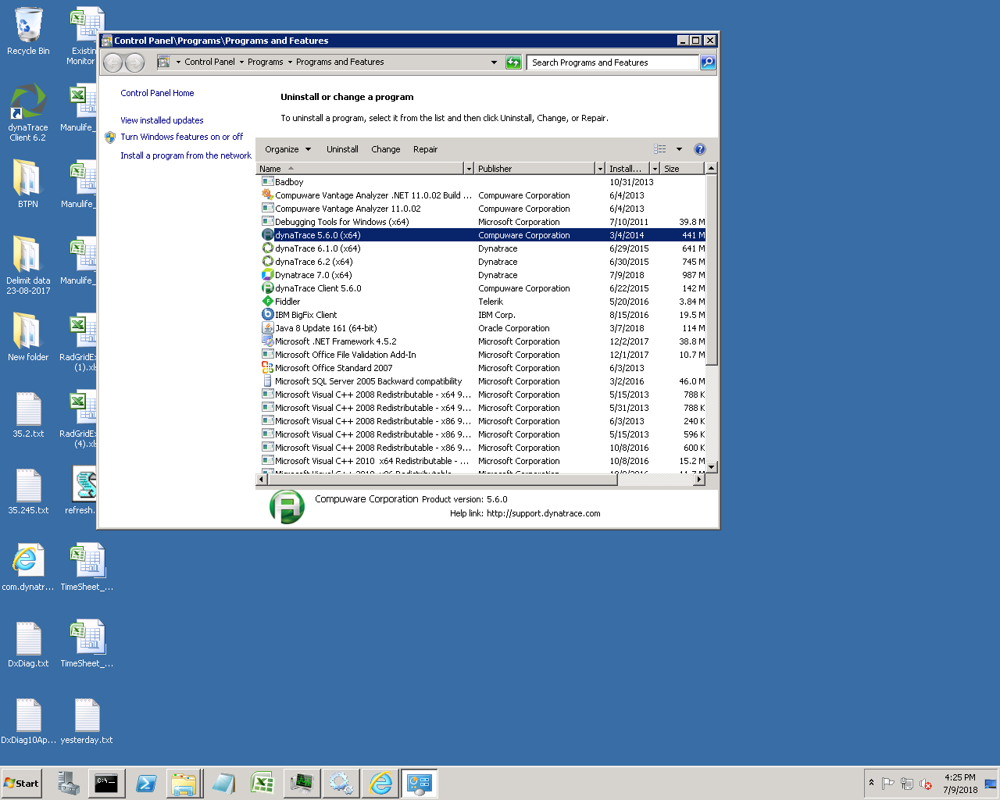 Recycle Bin
Existin
Monitor
dynaTrace
Client 6.2
Manulife_
BTPN
Manulife_
Delimit data
23-08-2017
Manulife_
New folder
RadGridEx
(1).xls
35.2.txt
RadGridEx
(4).xls
35.245.txt
refresh.
com.dynatr...
TimeSheet_...
DxDiag.txt
TimeSheet_...
DxDiag10Ap...
yesterday.txt
Control Panel\Programs\Programs and Features
Control Panel Programs Programs and Features
Search Programs and Features
Control Panel Home
View installed updates
Turn Windows features on or off
Install a program from the network
Uninstall or change a program
To uninstall a program, select it from the list and then click Uninstall, Change, or Repair.
Organize Uninstall Change Repair
Name Publisher Install... Size
Badboy 10/31/2013
Compuware Vantage Analyzer .NET 11.0.02 Build ... Compuware Corporation 6/4/2013
Compuware Vantage Analyzer 11.0.02 Compuware Corporation 6/4/2013
Debugging Tools for Windows (x64) Microsoft Corporation 7/10/2011 39.8 M
dynaTrace 5.6.0 (x64) Compuware Corporation 3/4/2014 441 M
dynaTrace 6.1.0 (x64) Dynatrace 6/29/2015 641 M
dynaTrace 6.2 (x64) Dynatrace 6/30/2015 745 M
Dynatrace 7.0 (x64) Dynatrace 7/9/2018 987 M
dynaTrace Client 5.6.0 Compuware Corporation 6/22/2015 142 M
Fiddler Telerik 5/20/2016 3.84 M
IBM BigFix Client IBM Corp. 8/15/2016 19.5 M
Java 8 Update 161 (64-bit) Oracle Corporation 3/7/2018 114 M
Microsoft .NET Framework 4.5.2 Microsoft Corporation 12/2/2017 38.8 M
Microsoft Office File Validation Add-In Microsoft Corporation 12/1/2017 10.7 M
Microsoft Office Standard 2007 Microsoft Corporation 6/3/2013
Microsoft SQL Server 2005 Backward compatibility Microsoft Corporation 3/2/2016 46.0 M
Microsoft Visual C++ 2008 Redistributable - x64 9... Microsoft Corporation 5/15/2013 788 K
Microsoft Visual C++ 2008 Redistributable - x64 9... Microsoft Corporation 5/31/2013 788 K
Microsoft Visual C++ 2008 Redistributable - x86 9... Microsoft Corporation 6/3/2013 240 K
Microsoft Visual C++ 2008 Redistributable - x86 9... Microsoft Corporation 5/15/2013 596 K
Microsoft Visual C++ 2008 Redistributable - x86 9... Microsoft Corporation 10/8/2016 600 K
Microsoft Visual C++ 2010 x64 Redistributable - ... Microsoft Corporation 10/8/2016 15.2 M
Microsoft Visual C++ 2010 x86 Redistributable Microsoft Corporation 10/8/2016 11.7 M
Compuware Corporation Product version: 5.6.0
Help link: http://support.dynatrace.com
Start
4:25 PM
7/9/2018